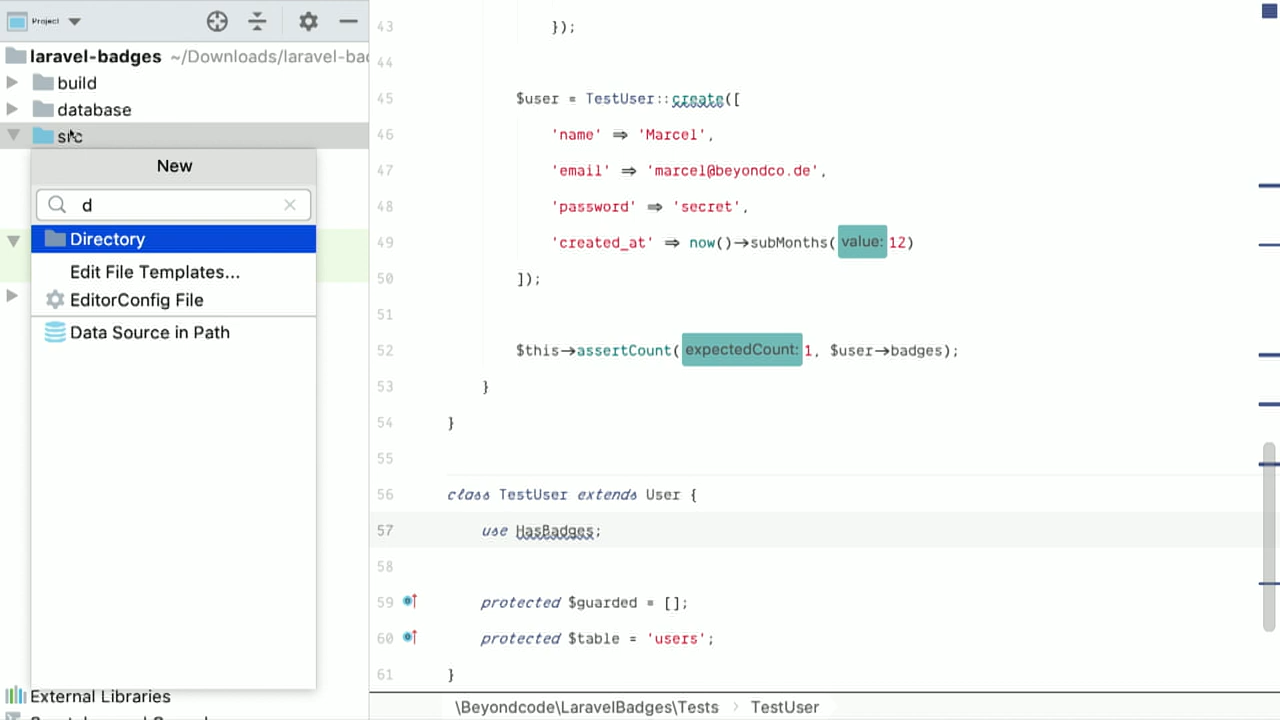 Project
laravel-badges ~/Downloads/laravel-bad
build
database
src
New
d
Directory
Edit File Templates...
EditorConfig File
Data Source in Path
External Libraries
43 });
44
45 $user = TestUser::create([
46 'name' ⇒ 'Marcel',
47 'email' ⇒ 'marcel@beyondco.de',
48 'password' ⇒ 'secret',
49 'created_at' ⇒ now()→subMonths( value: 12)
50 ]);
51
52 $this→assertCount( expectedCount: 1, $user→badges);
53 }
54 }
55
56 class TestUser extends User {
57 use HasBadges;
58
59 protected $guarded = [];
60 protected $table = 'users';
61 }
\Beyondcode\LaravelBadges\Tests › TestUser